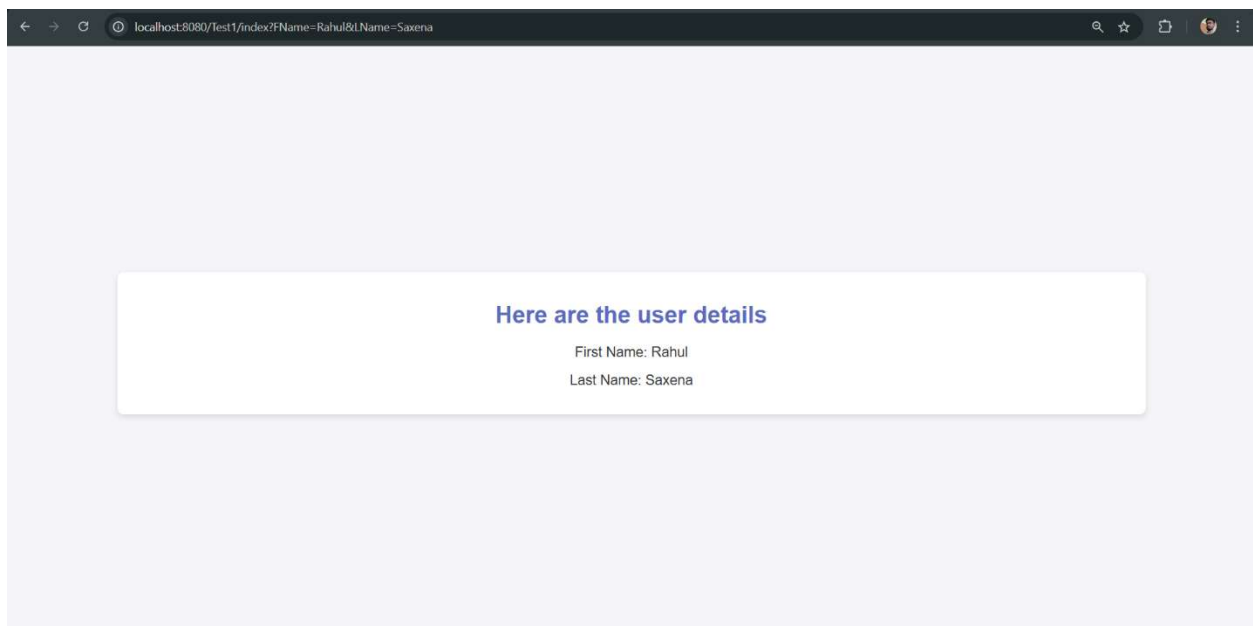 localhost:8080/Test1/index?FName=Rahul&LName=Saxena
Here are the user details
First Name: Rahul
Last Name: Saxena